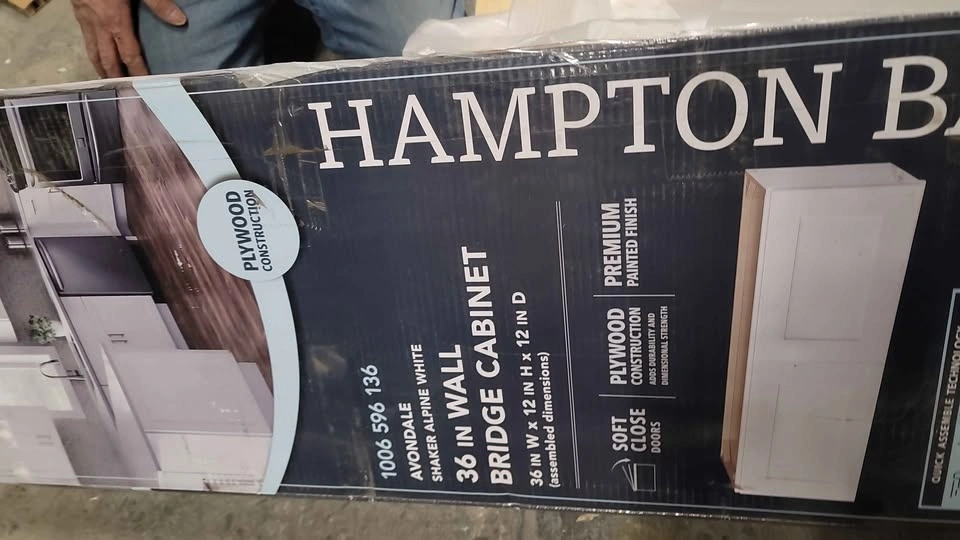 HAMPTON BA
PLYWOOD
CONSTRUCTION
1006 596 136
AVONDALE
SHAKER ALPINE WHITE
36 IN WALL
BRIDGE CABINET
36 IN W x 12 IN H x 12 IN D
(assembled dimensions)
SOFT
CLOSE
DOORS
PLYWOOD
CONSTRUCTION
ADDS DURABILITY AND
DIMENSIONAL STRENGTH
PREMIUM
PAINTED FINISH
QUICK ASSEMBLE TECHNOLOGY